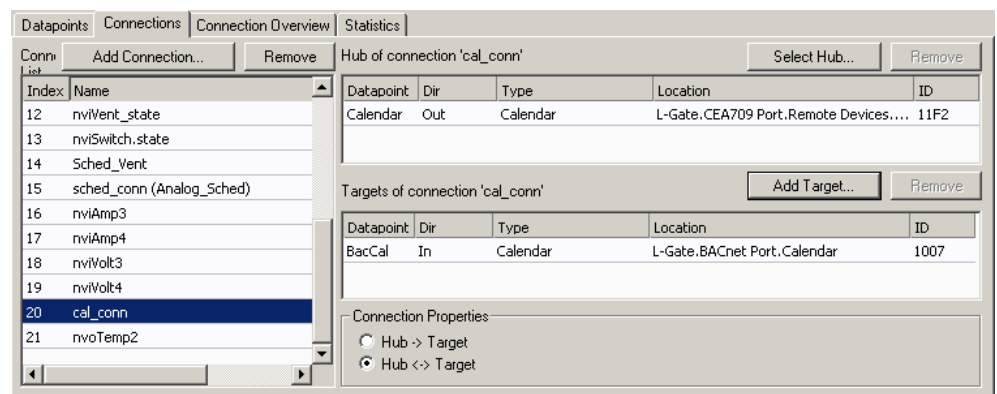 Datapoints Connections Connection Overview Statistics
Add Connection... Remove
Index Name
12 nviVent_state
13 nviSwitch.state
14 Sched_Vent
15 sched_conn (Analog_Sched)
16 nviAmp3
17 nviAmp4
18 nviVolt3
19 nviVolt4
20 cal_conn
21 nvoTemp2
Hub of connection 'cal_conn' Select Hub... Remove
Datapoint Dir Type Location ID
Calendar Out Calendar L-Gate.CEA709 Port.Remote Devices.... 11F2
Targets of connection 'cal_conn' Add Target... Remove
Datapoint Dir Type Location ID
BacCal In Calendar L-Gate.BACnet Port.Calendar 1007
Connection Properties
Hub -> Target
Hub <-> Target